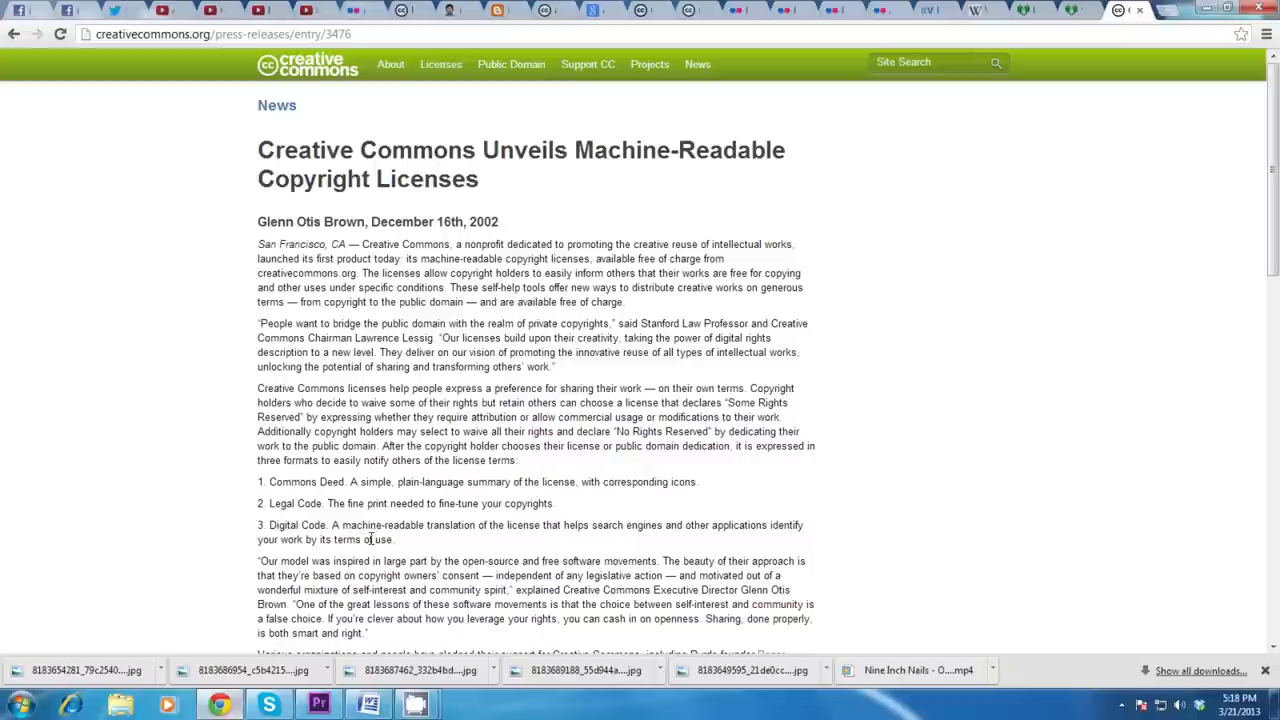 creativecommons.org/press-releases/entry/3476
creative commons
About Licenses Public Domain Support CC Projects News
Site Search
News
Creative Commons Unveils Machine-Readable
Copyright Licenses
Glenn Otis Brown, December 16th, 2002
San Francisco, CA — Creative Commons, a nonprofit dedicated to promoting the creative reuse of intellectual works,
launched its first product today: its machine-readable copyright licenses, available free of charge from
creativecommons.org. The licenses allow copyright holders to easily inform others that their works are free for copying
and other uses under specific conditions. These self-help tools offer new ways to distribute creative works on generous
terms — from copyright to the public domain — and are available free of charge.
“People want to bridge the public domain with the realm of private copyrights,” said Stanford Law Professor and Creative
Commons Chairman Lawrence Lessig. “Our licenses build upon their creativity, taking the power of digital rights
description to a new level. They deliver on our vision of promoting the innovative reuse of all types of intellectual works,
unlocking the potential of sharing and transforming others’ work.”
Creative Commons licenses help people express a preference for sharing their work — on their own terms. Copyright
holders who decide to waive some of their rights but retain others can choose a license that declares “Some Rights
Reserved” by expressing whether they require attribution or allow commercial usage or modifications to their work.
Additionally copyright holders may select to waive all their rights and declare “No Rights Reserved” by dedicating their
work to the public domain. After the copyright holder chooses their license or public domain dedication, it is expressed in
three formats to easily notify others of the license terms:
1. Commons Deed. A simple, plain-language summary of the license, with corresponding icons.
2. Legal Code. The fine print needed to fine-tune your copyrights.
3. Digital Code. A machine-readable translation of the license that helps search engines and other applications identify
your work by its terms of use.
“Our model was inspired in large part by the open-source and free software movements. The beauty of their approach is
that they’re based on copyright owners’ consent — independent of any legislative action — and motivated out of a
wonderful mixture of self-interest and community spirit,” explained Creative Commons Executive Director Glenn Otis
Brown. “One of the great lessons of these software movements is that the choice between self-interest and community is
a false choice. If you’re clever about how you leverage your rights, you can cash in on openness. Sharing, done properly,
is both smart and right.”
8183654281_79c2540....jpg 8183686954_c5b4215....jpg 8183687462_332b4bd....jpg 8183689188_55d944a....jpg 8183649595_21de0cc....jpg Nine Inch Nails - O....mp4 Show all downloads...
5:18 PM
3/21/2013